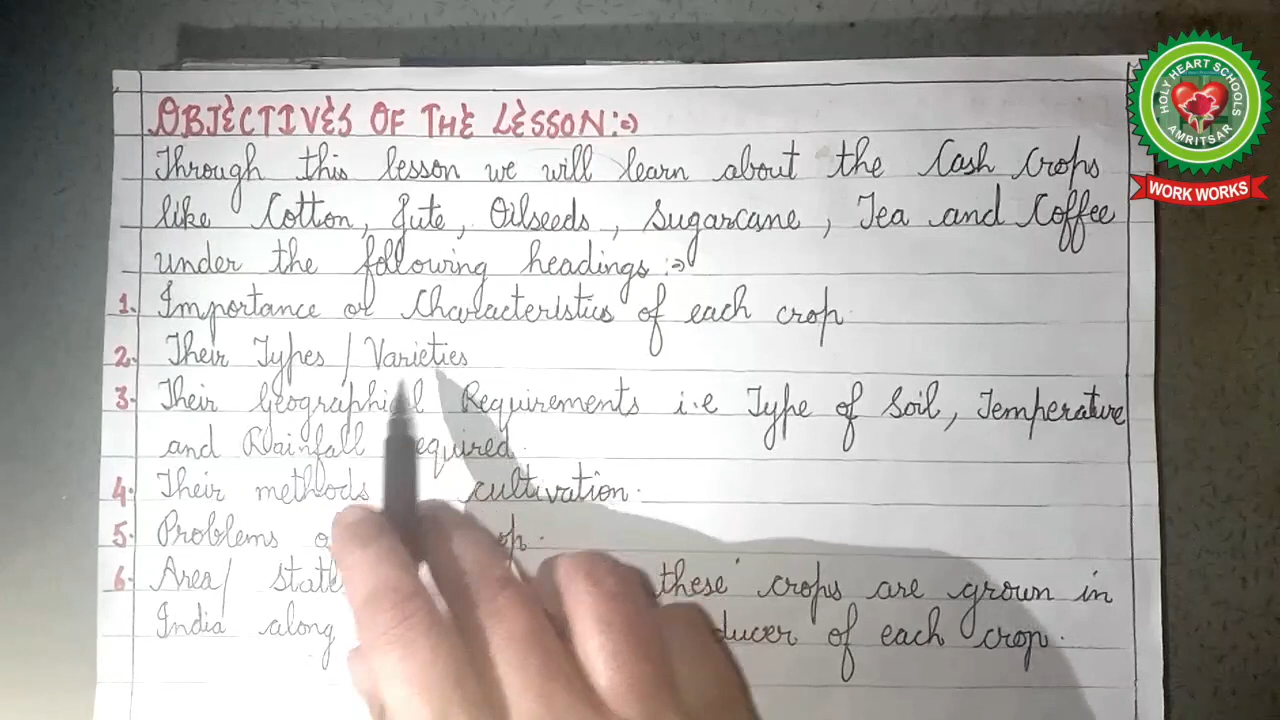 OBJECTIVES OF THE LESSON:->
Through this lesson we will learn about the Cash Crops
like Cotton, Jute, Oilseeds, Sugarcane, Tea and Coffee
under the following headings :->
1. Importance or Characteristics of each crop.
2. Their Types / Varieties
3. Their Geographical Requirements i.e Type of Soil, Temperature
and Rainfall required.
4. Their methods cultivation.
5. Problems
6. Area/ these crops are grown in
India along of each crop.
HOLY HEART SCHOOLS
AMRITSAR
WORK WORKS